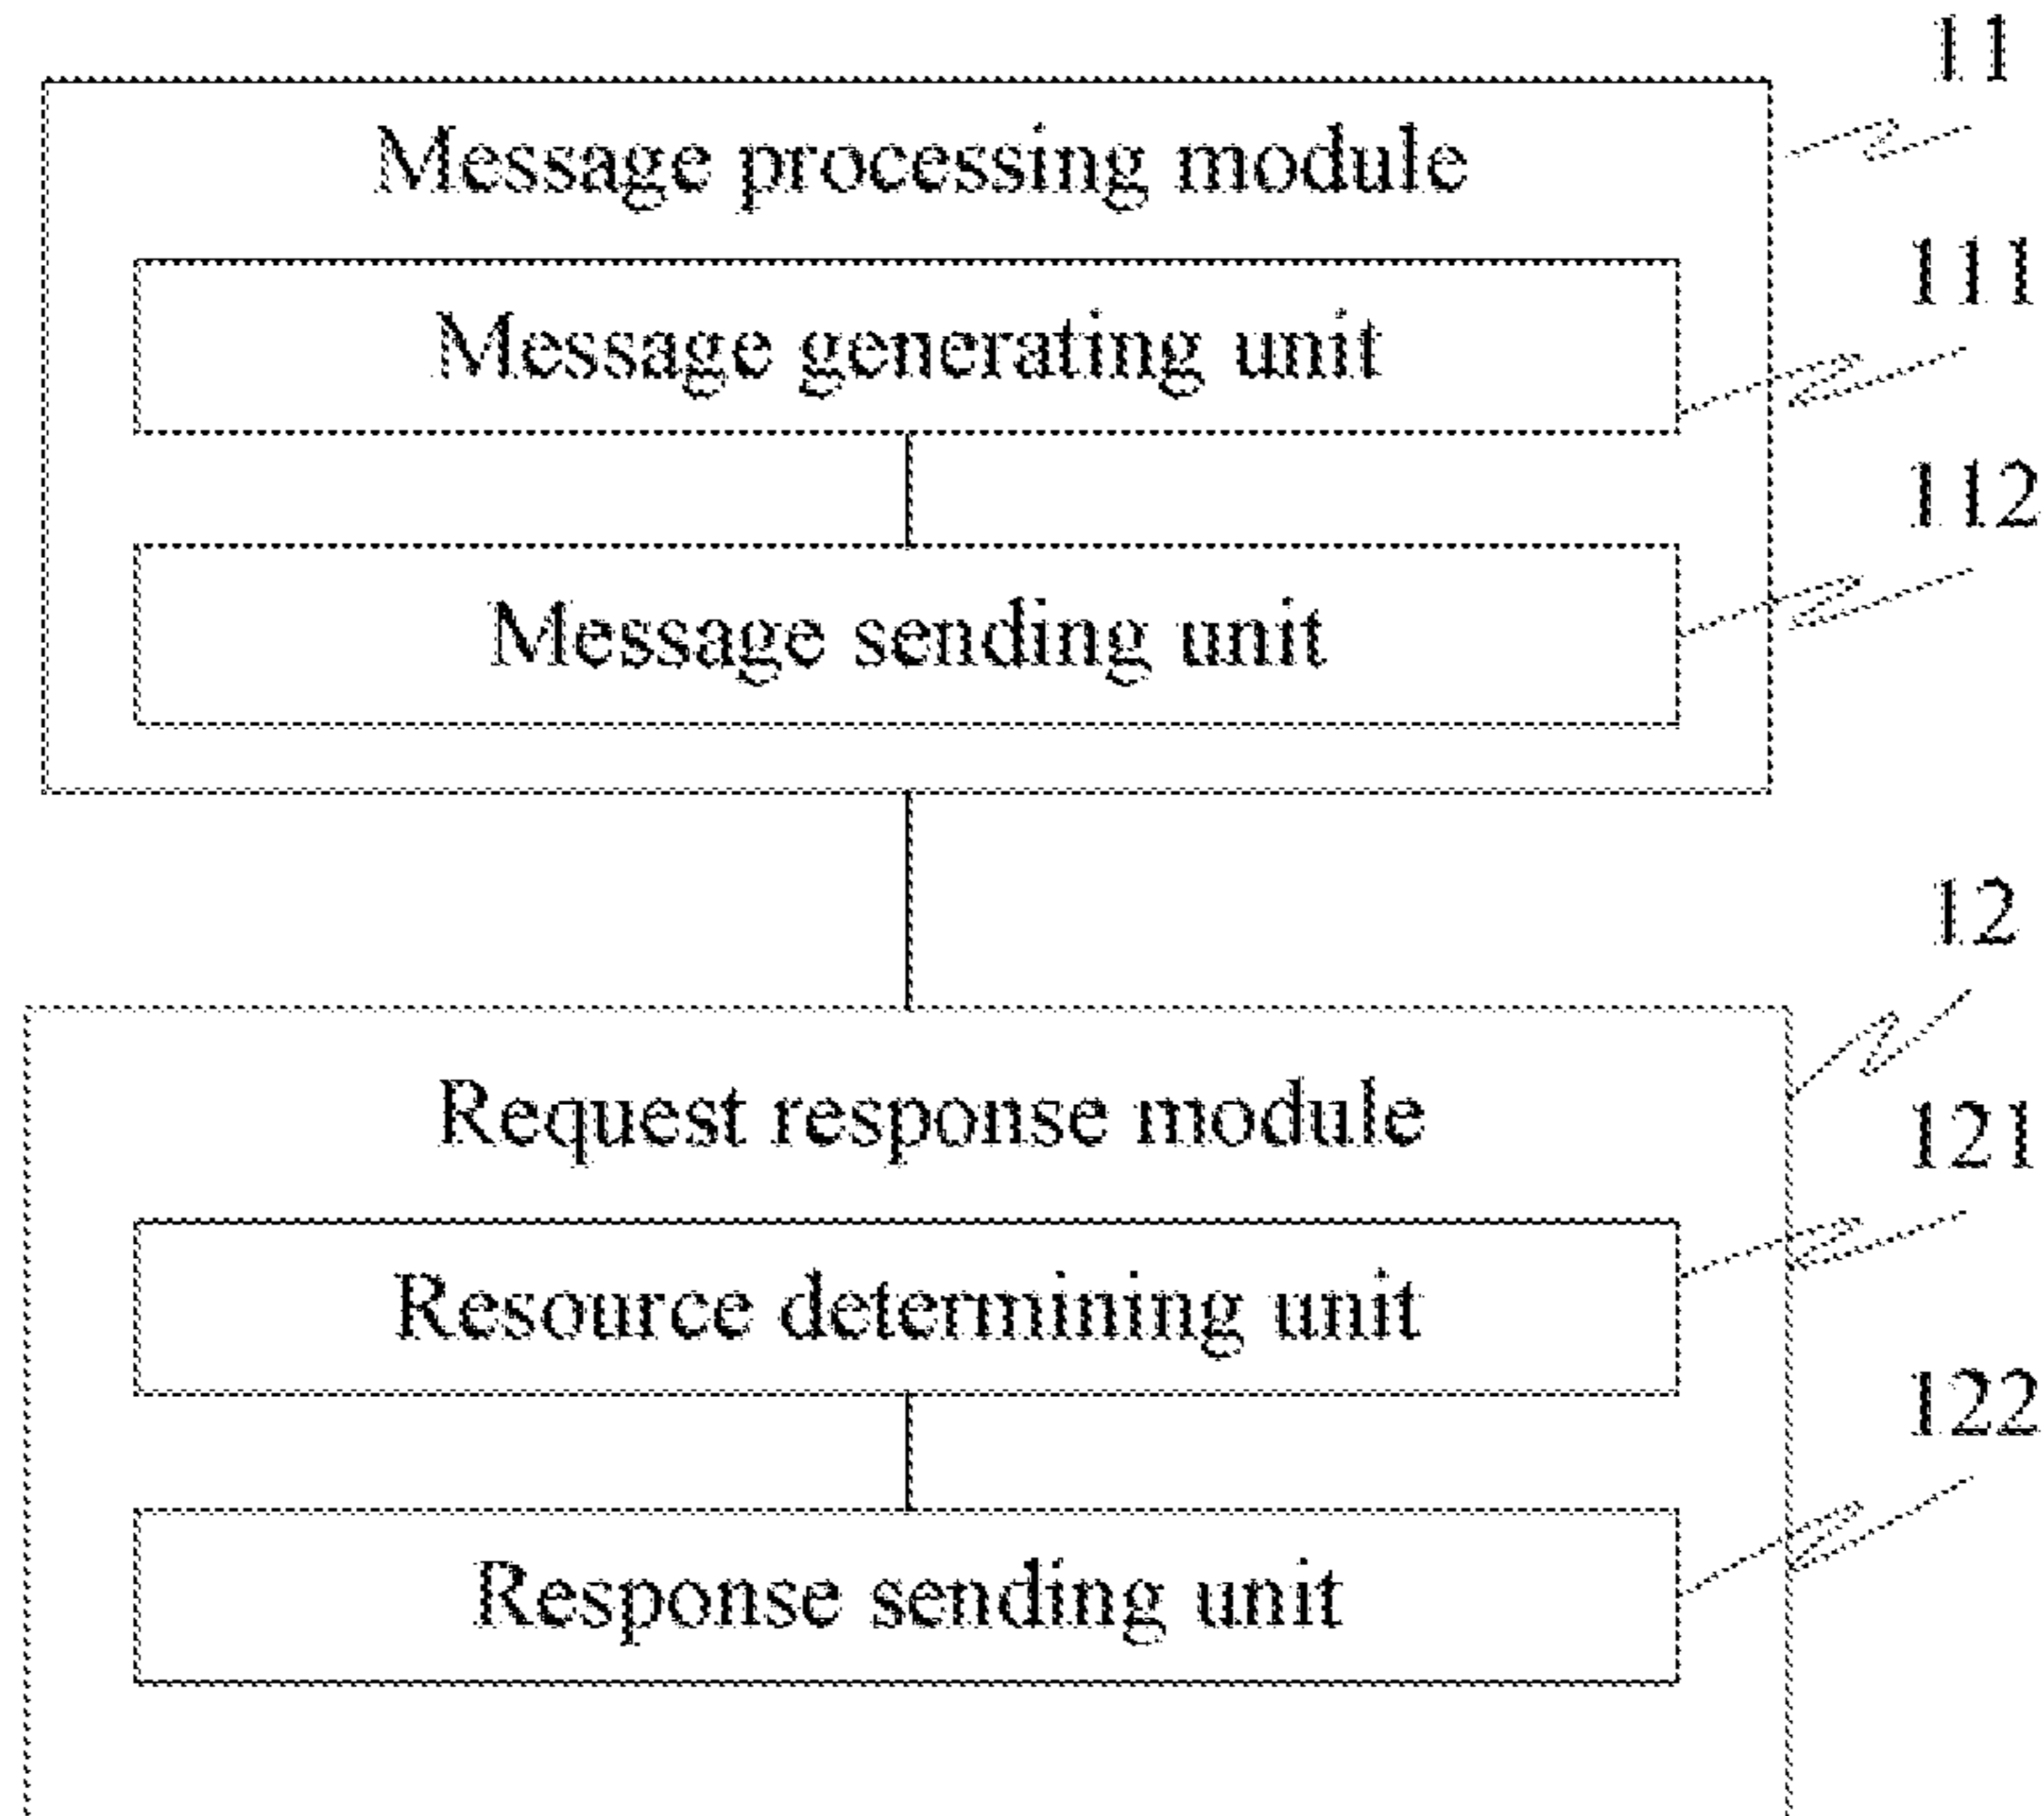 11
Message processing module
111
Message generating unit
112
Message sending unit
12
Request response module
121
Resource determining unit
122
Response sending unit